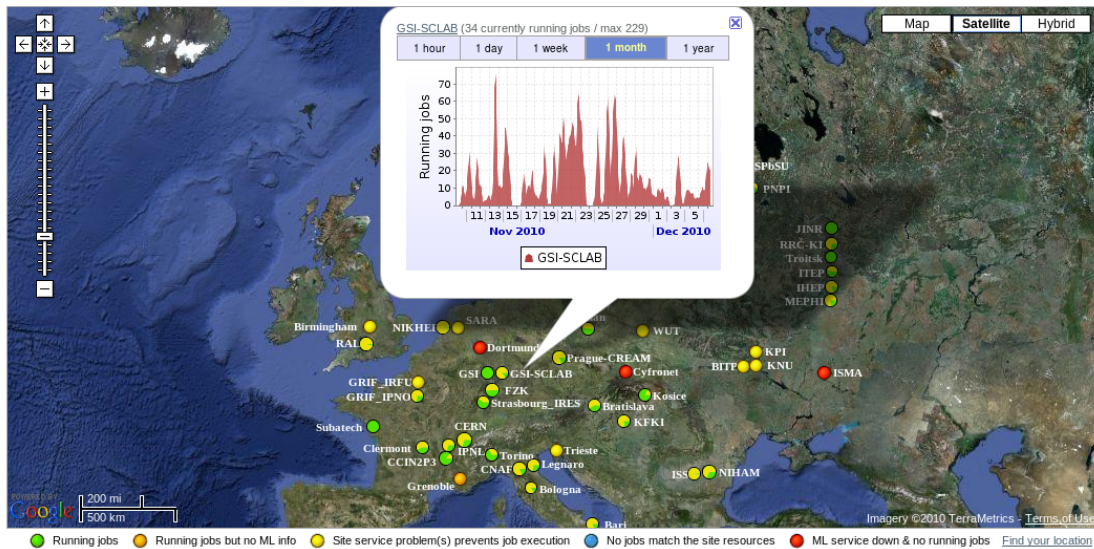 GSI-SCLAB (34 currently running jobs / max 229)
1 hour 1 day 1 week 1 month 1 year
Map Satellite Hybrid
Running jobs
70
60
50
40
30
20
10
0
11 13 15 17 19 21 23 25 27 29 1 3 5
Nov 2010 Dec 2010
GSI-SCLAB
SPbSU
PNPI
JINR
RRC-KI
Troitsk
ITEP
IHEP
MEPHI
Birmingham
NIKHEF
SARA
WUT
RAL
Dortmund
Prague-CREAM
KPI
BITP
KNU
GSI
GSI-SCLAB
Cyfronet
ISMA
GRIF_IRFU
FZK
GRIF_IPNO
Strasbourg_IRES
Bratislava
Kosice
KFKI
Subatech
CERN
Clermont
IPNL
Torino
Trieste
CCIN2P3
CNAF
Legnaro
ISS
NIHAM
Grenoble
Bologna
Bari
POWERED BY
Google
200 mi
500 km
Imagery ©2010 TerraMetrics - Terms of Use
Running jobs Running jobs but no ML info Site service problem(s) prevents job execution No jobs match the site resources ML service down & no running jobs Find your location